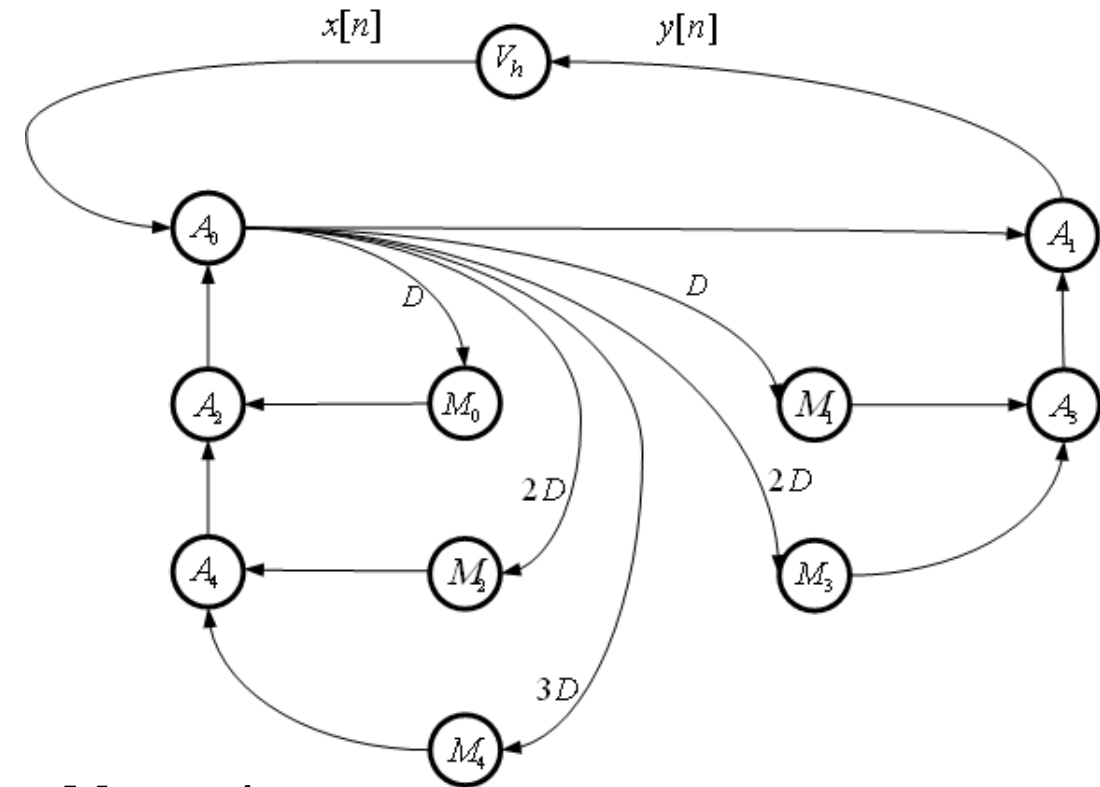 x[n]
V_h
y[n]
A_0
A_1
D
D
A_2
M_0
M_1
A_3
2D
2D
A_4
M_2
M_3
3D
M_4